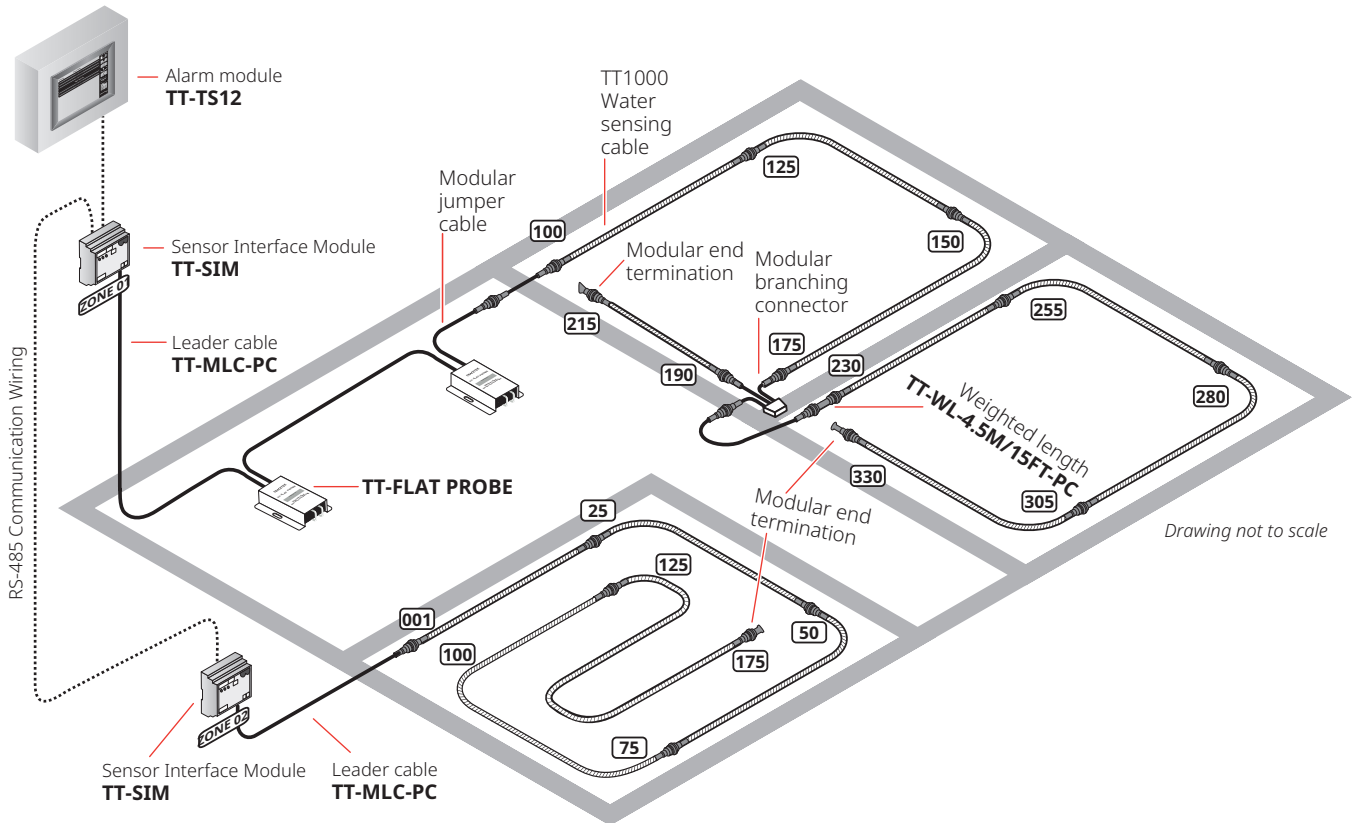 Alarm module
TT-TS12
TT1000
Water
sensing
cable
Modular
jumper
cable
Sensor Interface Module
TT-SIM
ZONE 01
Leader cable
TT-MLC-PC
RS-485 Communication Wiring
100
125
150
Modular end
termination
Modular
branching
connector
215
175
190
230
255
280
Weighted length
TT-WL-4.5M/15FT-PC
330
305
Modular end
termination
TT-FLAT PROBE
Drawing not to scale
25
125
001
50
100
175
75
ZONE 02
Sensor Interface Module
TT-SIM
Leader cable
TT-MLC-PC